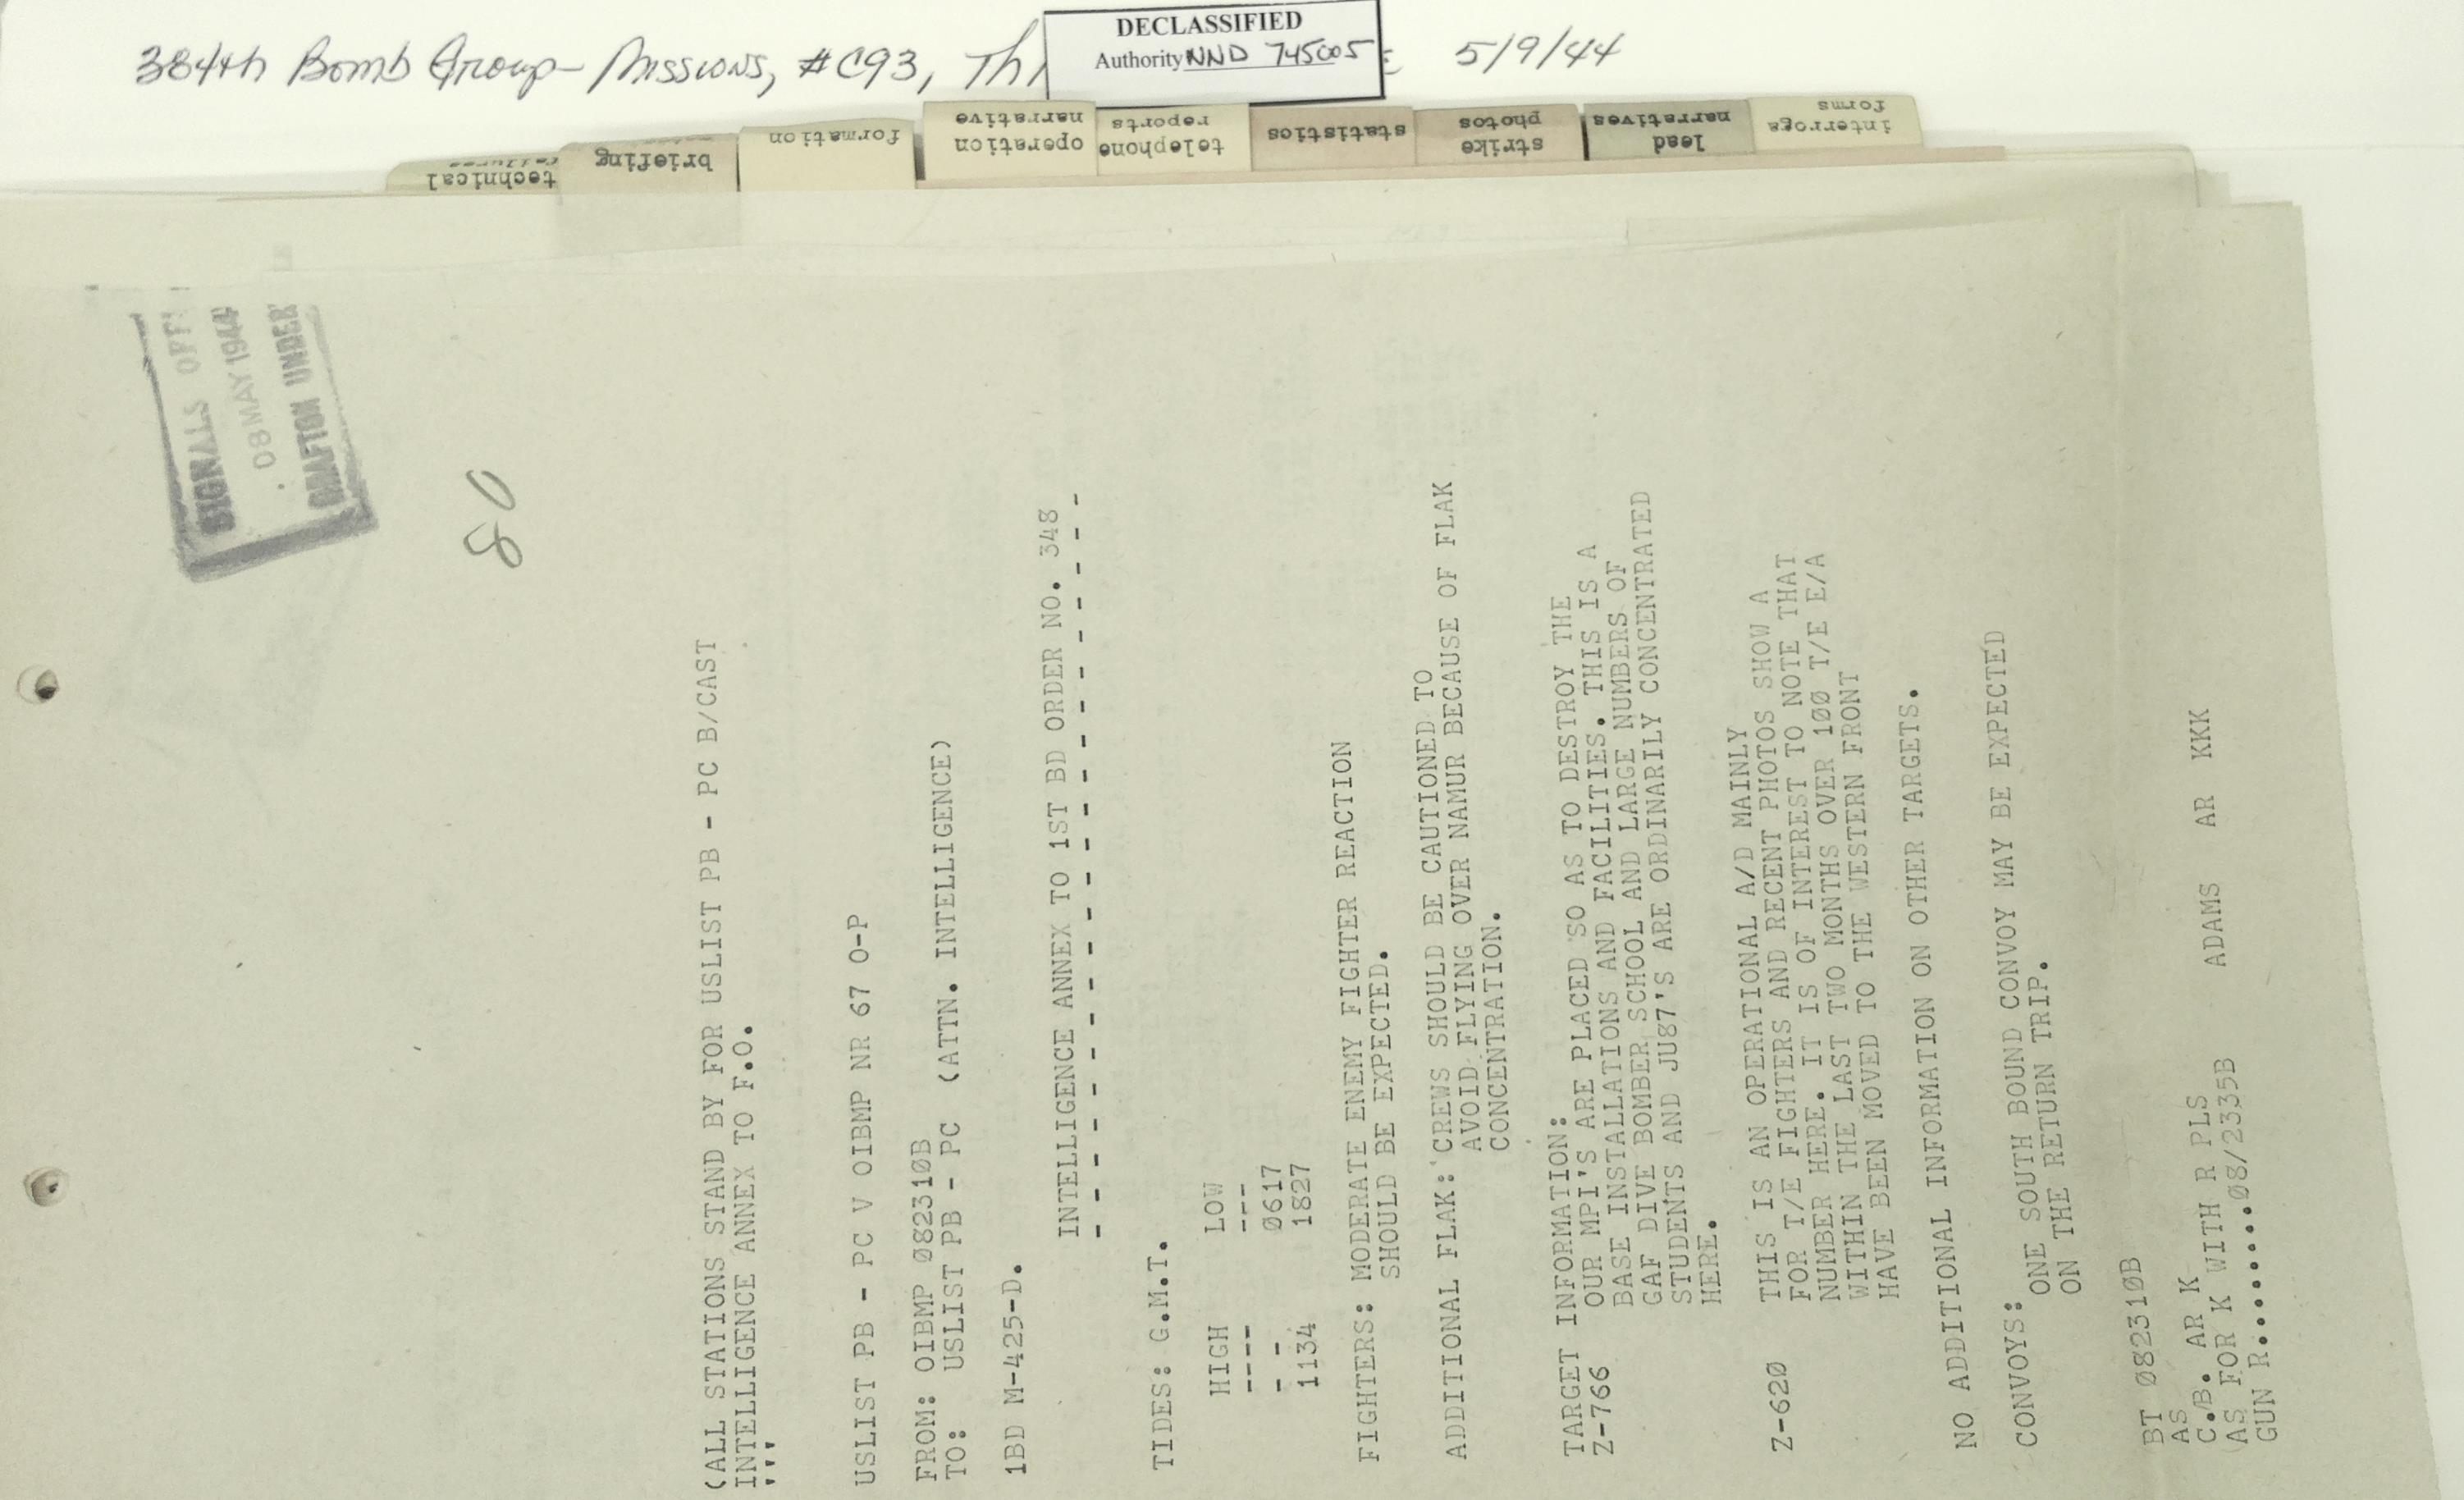 384th Bomb Group - Missions, #C93, 5/9/44
DECLASSIFIED
Authority NND 745005
technical
briefing
formation
operation
narrative
telephone
reports
statistics
strike
photos
lead
narratives
interroga
forms
SIGNALS OFF
08 MAY 1944
GRAFTON UNDER
80
(ALL STATIONS STAND BY FOR USLIST PB - PC B/CAST
INTELLIGENCE ANNEX TO F.O.
'''
USLIST PB - PC V OIBMP NR 67 O-P
FROM: OIBMP 082310B
TO: USLIST PB - PC (ATTN. INTELLIGENCE)
1BD M-425-D.
INTELLIGENCE ANNEX TO 1ST BD ORDER NO. 348
- - - - - - - - - - - - - - - - - - - - - -
TIDES: G.M.T.
HIGH LOW
---- ---
- - 0617
1134 1827
FIGHTERS: MODERATE ENEMY FIGHTER REACTION
SHOULD BE EXPECTED.
ADDITIONAL FLAK: CREWS SHOULD BE CAUTIONED TO
AVOID FLYING OVER NAMUR BECAUSE OF FLAK
CONCENTRATION.
TARGET INFORMATION:
Z-766 OUR MPI'S ARE PLACED SO AS TO DESTROY THE
BASE INSTALLATIONS AND FACILITIES. THIS IS A
GAF DIVE BOMBER SCHOOL AND LARGE NUMBERS OF
STUDENTS AND JU87'S ARE ORDINARILY CONCENTRATED
HERE.
Z-620 THIS IS AN OPERATIONAL A/D MAINLY
FOR T/E FIGHTERS AND RECENT PHOTOS SHOW A
NUMBER HERE. IT IS OF INTEREST TO NOTE THAT
WITHIN THE LAST TWO MONTHS OVER 100 T/E E/A
HAVE BEEN MOVED TO THE WESTERN FRONT
NO ADDITIONAL INFORMATION ON OTHER TARGETS.
CONVOYS:
ONE SOUTH BOUND CONVOY MAY BE EXPECTED
ON THE RETURN TRIP.
BT 082310B
AS
C.B. AR K
AS FOR K WITH R PLS
GUN R..........08/2335B ADAMS AR KKK